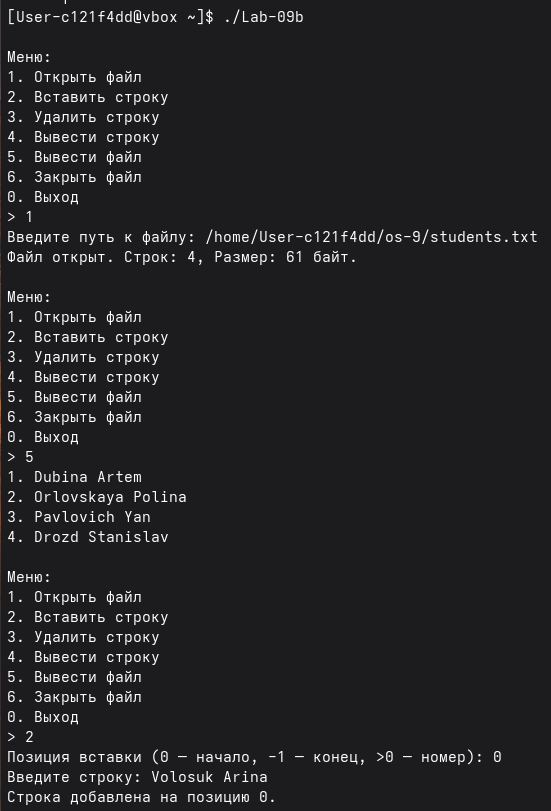 [User-c121f4dd@vbox ~]$ ./Lab-09b
Меню:
1. Открыть файл
2. Вставить строку
3. Удалить строку
4. Вывести строку
5. Вывести файл
6. Закрыть файл
0. Выход
> 1
Введите путь к файлу: /home/User-c121f4dd/os-9/students.txt
Файл открыт. Строк: 4, Размер: 61 байт.
Меню:
1. Открыть файл
2. Вставить строку
3. Удалить строку
4. Вывести строку
5. Вывести файл
6. Закрыть файл
0. Выход
> 5
1. Dubina Artem
2. Orlovskaya Polina
3. Pavlovich Yan
4. Drozd Stanislav
Меню:
1. Открыть файл
2. Вставить строку
3. Удалить строку
4. Вывести строку
5. Вывести файл
6. Закрыть файл
0. Выход
> 2
Позиция вставки (0 — начало, -1 — конец, >0 — номер): 0
Введите строку: Volosuk Arina
Строка добавлена на позицию 0.